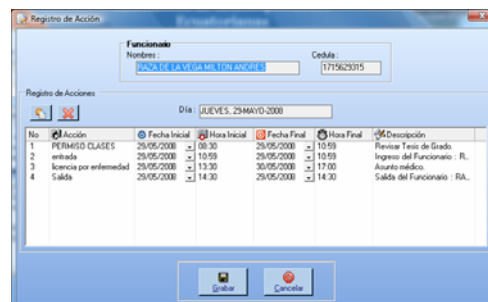 Registro de Acción
Funcionario
Nombres :
Cedula :
RAZA DE LA VEGA MILTON ANDRES
1715629315
Registro de Acciones
Día : JUEVES, 29-MAYO-2008
No Acción Fecha Inicial Hora Inicial Fecha Final Hora Final Descripción
1 PERMISO CLASES 29/05/2008 08:30 29/05/2008 10:59 Revisar Tesis de Grado.
2 entrada 29/05/2008 10:59 29/05/2008 10:59 Ingreso del Funcionario : R..
3 licencia por enfermedad 29/05/2008 13:30 30/05/2008 17:00 Asunto médico.
4 Salida 29/05/2008 14:30 29/05/2008 14:30 Salida del Funcionario : RA..
Grabar
Cancelar